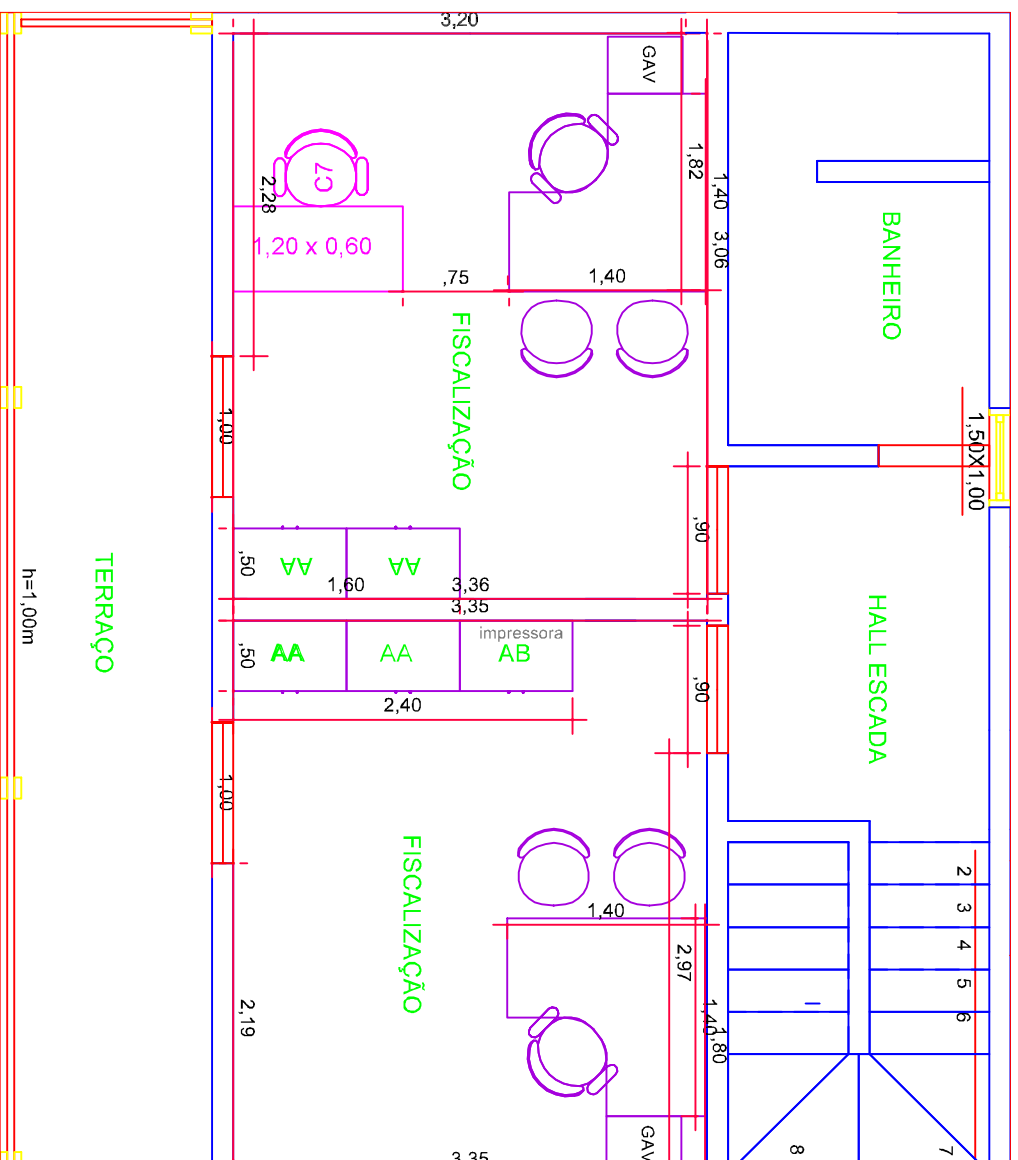 3,20
GAV
1,82
1,40
3,06
C7
2,28
1,20 x 0,60
,75
1,40
BANHEIRO
FISCALIZAÇÃO
1,00
1,50X1,00
,90
,50
AA
AA
1,60
3,36
3,35
impressora
,50
AA
AA
AB
,90
2,40
TERRAÇO
h=1,00m
HALL ESCADA
1,00
FISCALIZAÇÃO
1,40
2,97
1,40
1,80
2,19
2
3
4
5
6
7
8
GAV
3,35